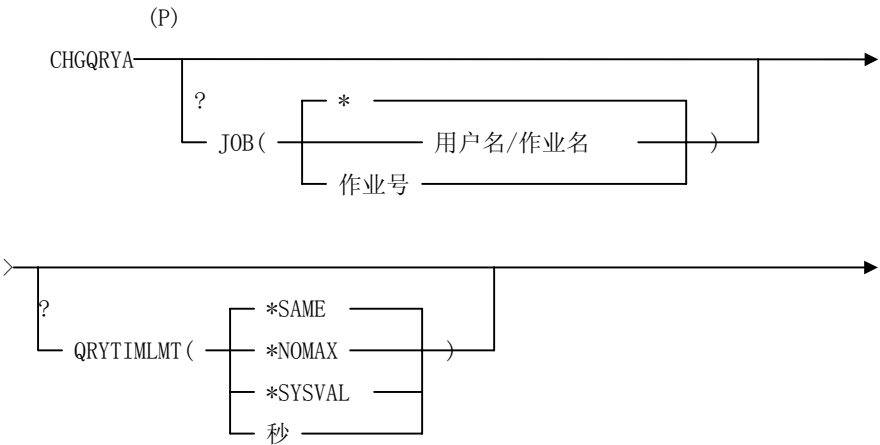 (P)
CHGQRYA
?
*
JOB( 用户名/作业名 )
作业号
>
?
*SAME
QRYTIMLMT( *NOMAX )
*SYSVAL
秒